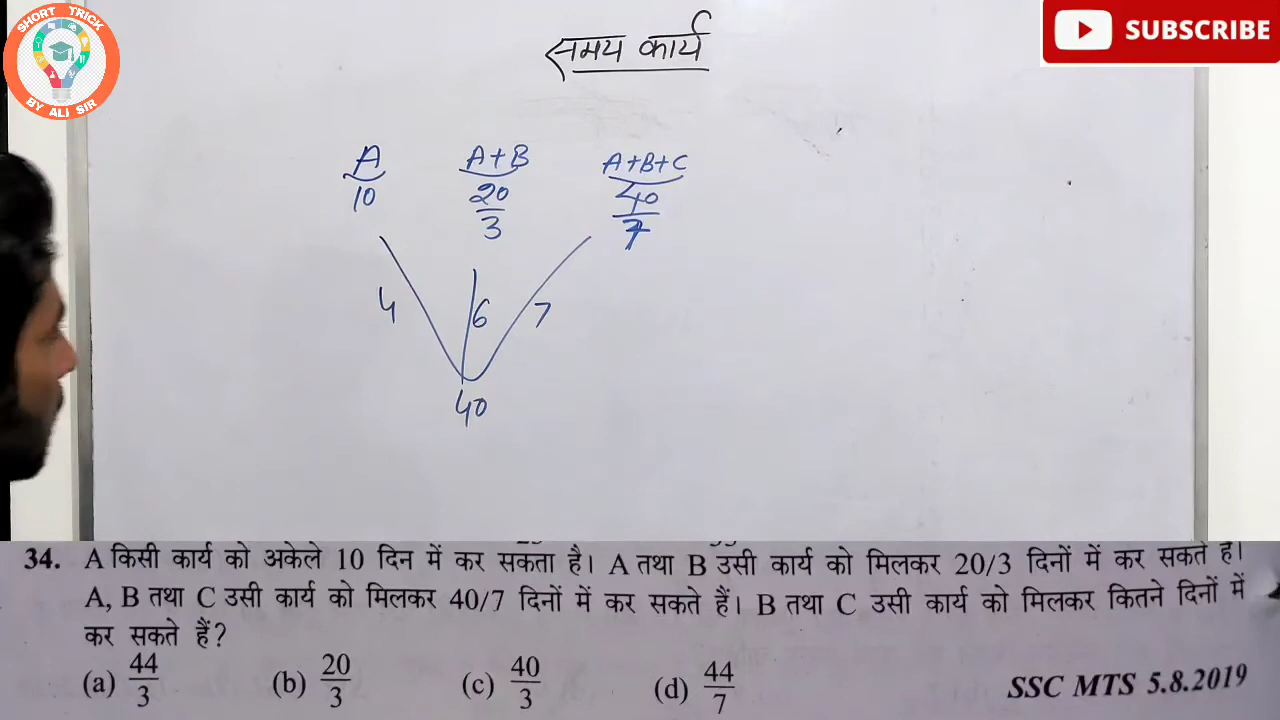 SHORT TRICK
BY ALI SIR
SUBSCRIBE
समय कार्य
A A+B A+B+C
10 20/3 40/7
4 6 7
40
34. A किसी कार्य को अकेले 10 दिन में कर सकता है। A तथा B उसी कार्य को मिलकर 20/3 दिनों में कर सकते हैं।
A, B तथा C उसी कार्य को मिलकर 40/7 दिनों में कर सकते हैं। B तथा C उसी कार्य को मिलकर कितने दिनों में
कर सकते हैं?
(a) 44/3 (b) 20/3 (c) 40/3 (d) 44/7
SSC MTS 5.8.2019